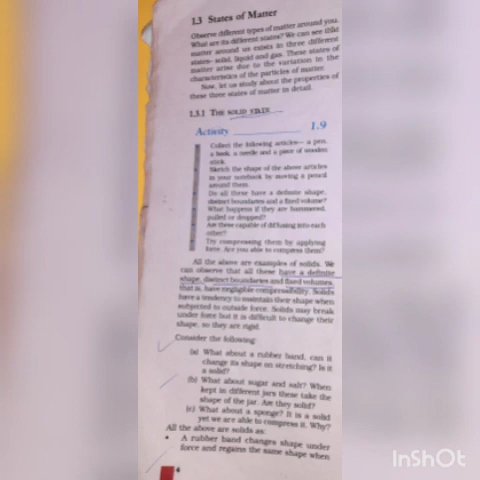 1.3 States of Matter
Observe different types of matter around you.
What are its different states? We can see that
matter around us exists in three different
states– solid, liquid and gas. These states of
matter arise due to the variation in the
characteristics of the particles of matter.
Now, let us study about the properties of
these three states of matter in detail.
1.3.1 THE SOLID STATE
Activity 1.9
Collect the following articles— a pen,
a book, a needle and a piece of wooden
stick.
Sketch the shape of the above articles
in your notebook by moving a pencil
around them.
Do all these have a definite shape,
distinct boundaries and a fixed volume?
What happens if they are hammered,
pulled or dropped?
Are these capable of diffusing into each
other?
Try compressing them by applying
force. Are you able to compress them?
All the above are examples of solids. We
can observe that all these have a definite
shape, distinct boundaries and fixed volumes,
that is, have negligible compressibility. Solids
have a tendency to maintain their shape when
subjected to outside force. Solids may break
under force but it is difficult to change their
shape, so they are rigid.
Consider the following:
(a) What about a rubber band, can it
change its shape on stretching? Is it
a solid?
(b) What about sugar and salt? When
kept in different jars these take the
shape of the jar. Are they solid?
(c) What about a sponge? It is a solid
yet we are able to compress it. Why?
All the above are solids as:
• A rubber band changes shape under
force and regains the same shape when
InShOt